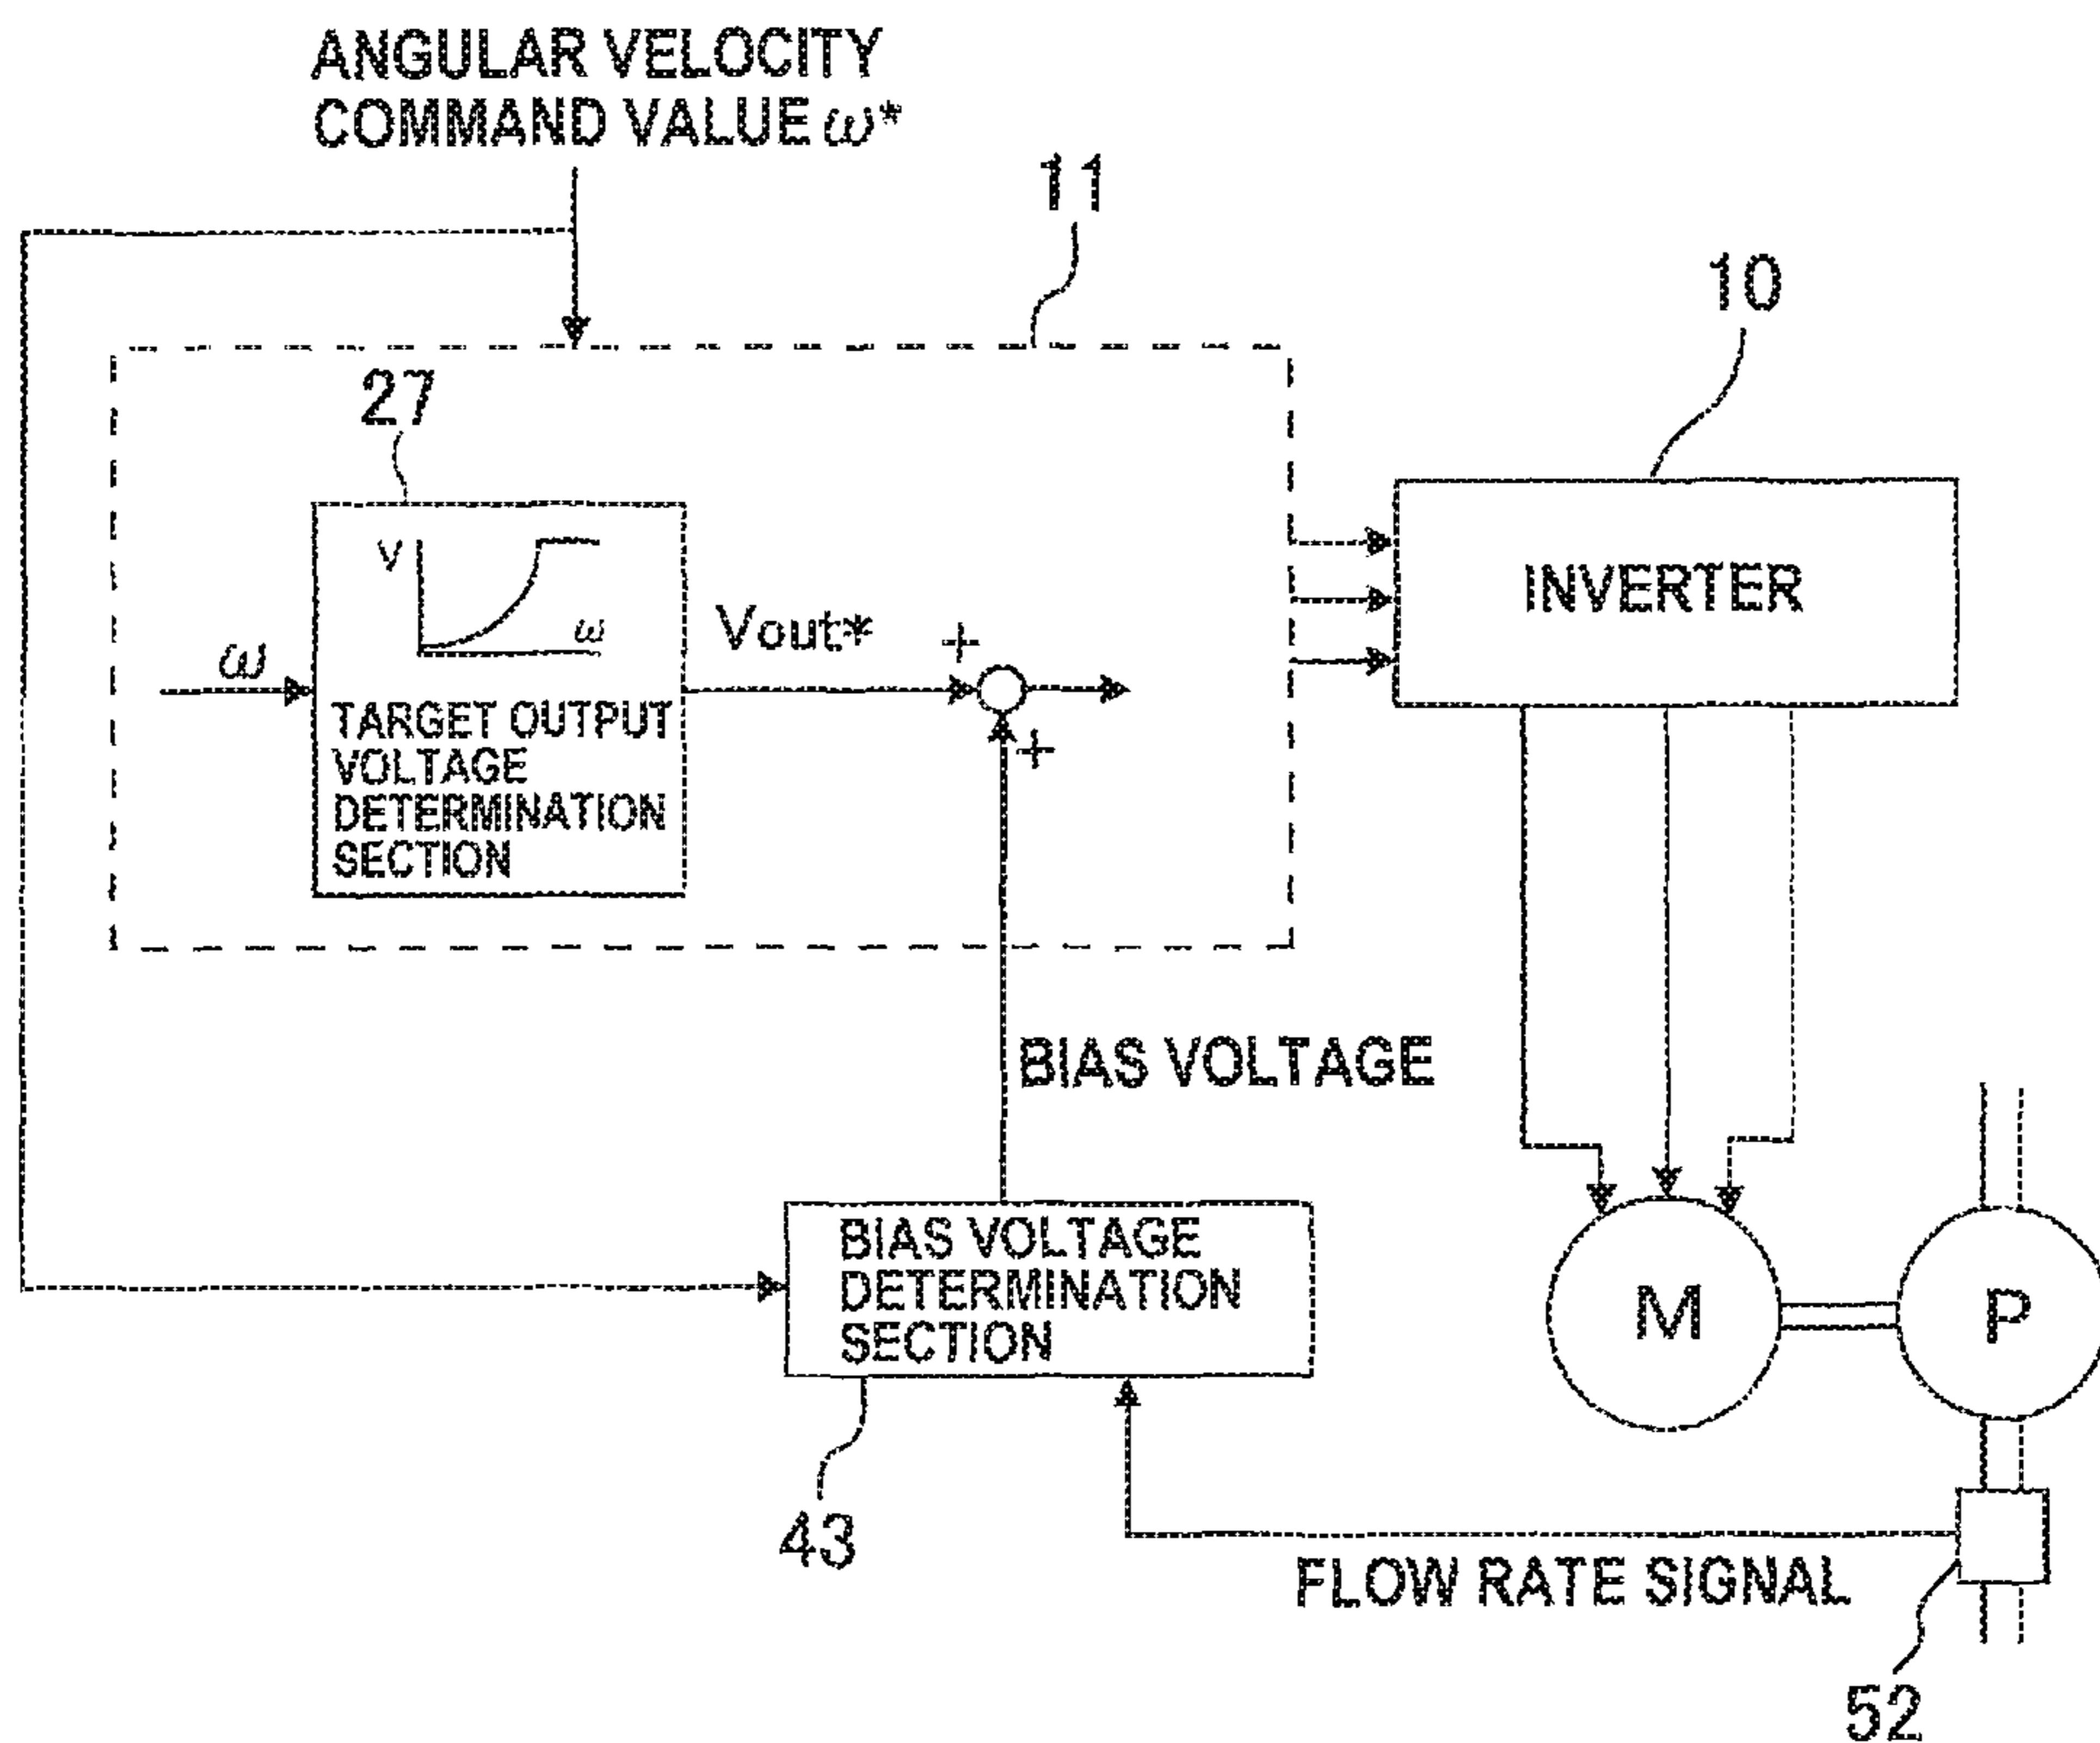 ANGULAR VELOCITY
COMMAND VALUE ω*
11
10
27
V
ω
INVERTER
ω
Vout*
+
TARGET OUTPUT
VOLTAGE
DETERMINATION
SECTION
+
BIAS VOLTAGE
BIAS VOLTAGE
DETERMINATION
SECTION
M
P
43
FLOW RATE SIGNAL
52